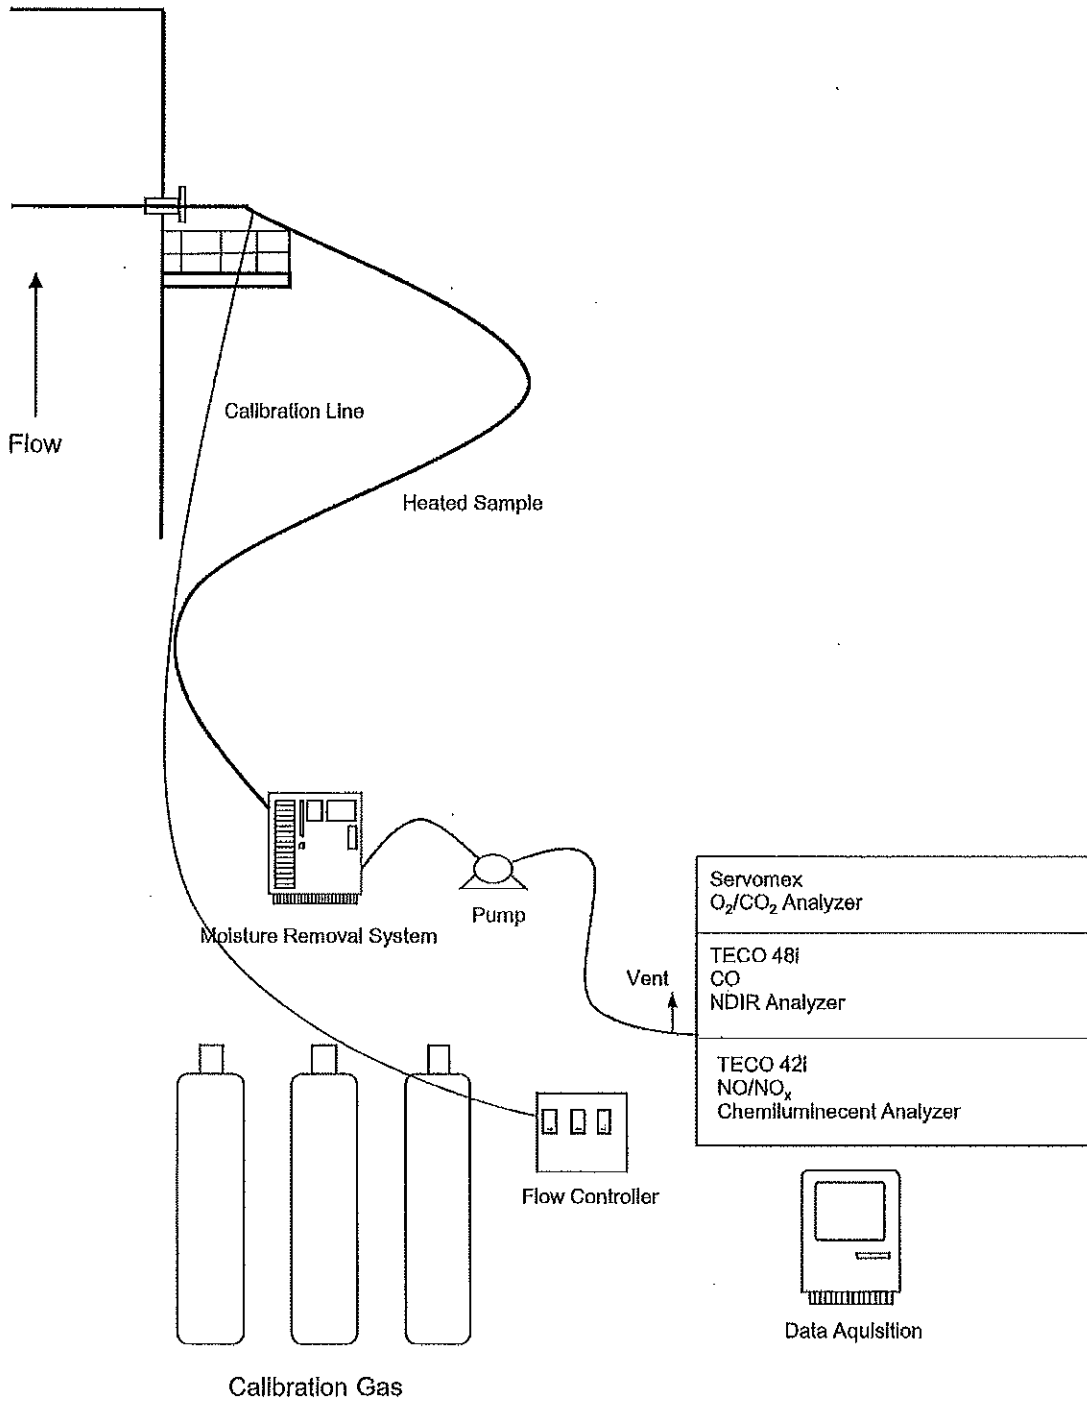 Flow
Calibration Line
Heated Sample
Moisture Removal System
Pump
Vent
Servomex
O₂/CO₂ Analyzer
TECO 48i
CO
NDIR Analyzer
TECO 42i
NO/NOₓ
Chemiluminecent Analyzer
Flow Controller
Data Aquisition
Calibration Gas